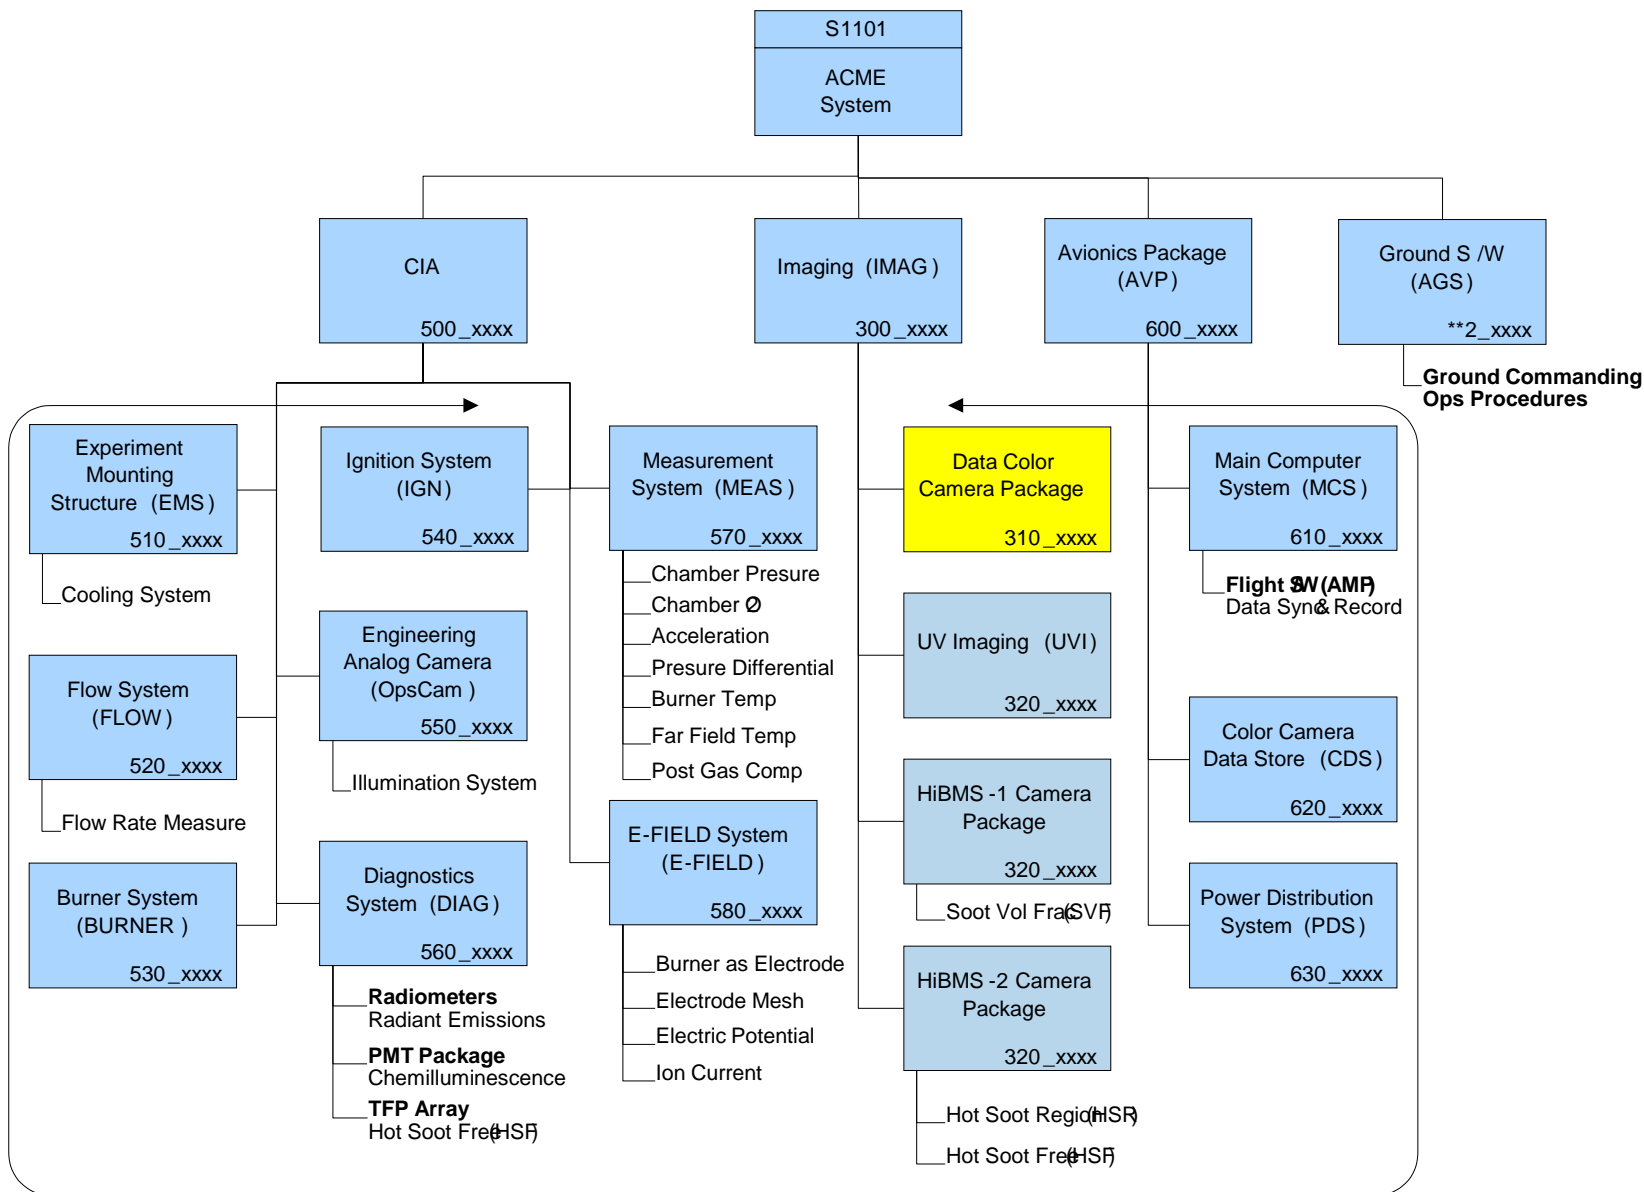 S1101
ACME
System
CIA
500_xxxx
Imaging (IMAG)
300_xxxx
Avionics Package
(AVP)
600_xxxx
Ground S/W
(AGS)
**2_xxxx
Ground Commanding
Ops Procedures
Experiment
Mounting
Structure (EMS)
510_xxxx
Cooling System
Flow System
(FLOW)
520_xxxx
Flow Rate Measure
Burner System
(BURNER)
530_xxxx
Ignition System
(IGN)
540_xxxx
Engineering
Analog Camera
(OpsCam)
550_xxxx
Illumination System
Diagnostics
System (DIAG)
560_xxxx
Radiometers
Radiant Emissions
PMT Package
Chemilluminescence
TFP Array
Hot Soot Free (HSF)
Measurement
System (MEAS)
570_xxxx
Chamber Presure
Chamber O2
Acceleration
Presure Differential
Burner Temp
Far Field Temp
Post Gas Comp
E-FIELD System
(E-FIELD)
580_xxxx
Burner as Electrode
Electrode Mesh
Electric Potential
Ion Current
Data Color
Camera Package
310_xxxx
UV Imaging (UVI)
320_xxxx
HiBMS-1 Camera
Package
320_xxxx
Soot Vol Frac (SVF)
HiBMS-2 Camera
Package
320_xxxx
Hot Soot Region (HSR)
Hot Soot Free (HSF)
Main Computer
System (MCS)
610_xxxx
Flight S/W (AMP)
Data Sync & Record
Color Camera
Data Store (CDS)
620_xxxx
Power Distribution
System (PDS)
630_xxxx